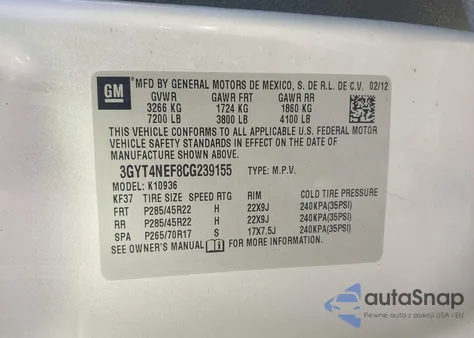 GM
MFD BY GENERAL MOTORS DE MEXICO, S. DE R.L. DE C.V. 02/12
GVWR GAWR FRT GAWR RR
3266 KG 1724 KG 1860 KG
7200 LB 3800 LB 4100 LB
THIS VEHICLE CONFORMS TO ALL APPLICABLE U.S. FEDERAL MOTOR
VEHICLE SAFETY STANDARDS IN EFFECT ON THE DATE OF
MANUFACTURE SHOWN ABOVE.
3GYT4NEF8CG239155 TYPE: M.P.V.
MODEL: K10936
KF37 TIRE SIZE SPEED RTG RIM COLD TIRE PRESSURE
FRT P285/45R22 H 22X9J 240KPA(35PSI)
RR P285/45R22 H 22X9J 240KPA(35PSI)
SPA P265/70R17 S 17X7.5J 240KPA(35PSI)
SEE OWNER'S MANUAL FOR MORE INFORMATION.
autoSnap
Pewne auta z aukcji USA - EU